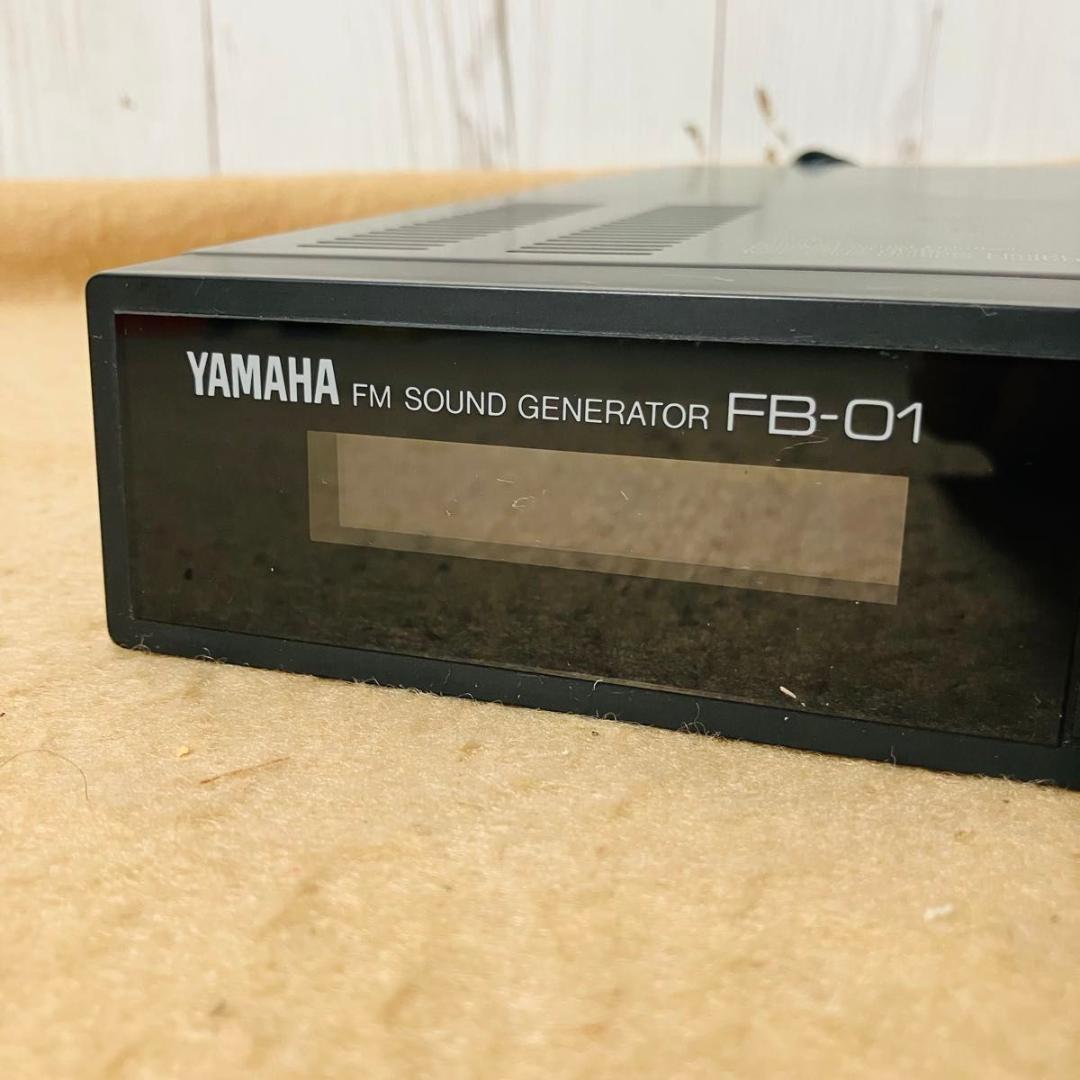 YAMAHA FM SOUND GENERATOR FB-01